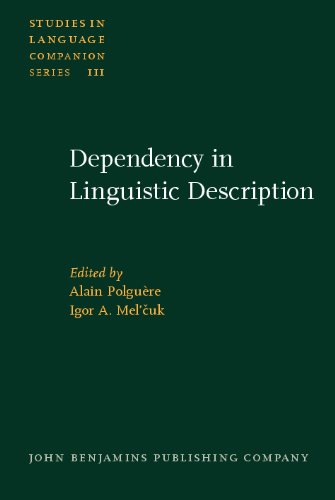 STUDIES IN
LANGUAGE
COMPANION
SERIES 111
Dependency in
Linguistic Description
Edited by
Alain Polguère
Igor A. Mel'čuk
JOHN BENJAMINS PUBLISHING COMPANY